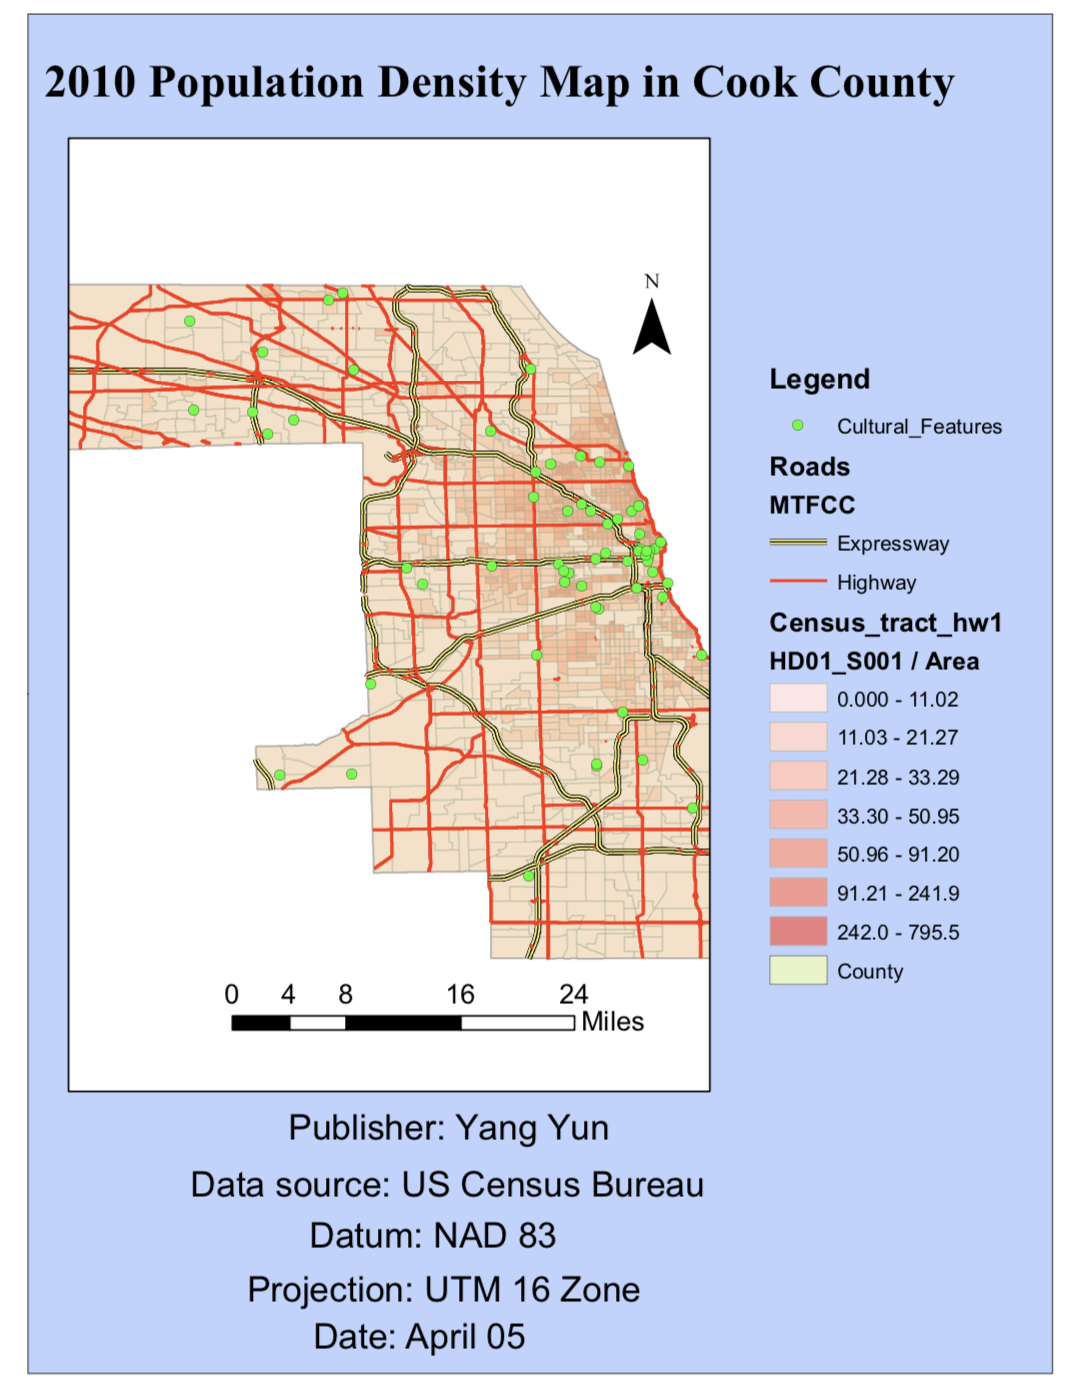 2010 Population Density Map in Cook County
N
Legend
Cultural_Features
Roads
MTFCC
Expressway
Highway
Census_tract_hw1
HD01_S001 / Area
0.000 - 11.02
11.03 - 21.27
21.28 - 33.29
33.30 - 50.95
50.96 - 91.20
91.21 - 241.9
242.0 - 795.5
County
0 4 8 16 24
Miles
Publisher: Yang Yun
Data source: US Census Bureau
Datum: NAD 83
Projection: UTM 16 Zone
Date: April 05